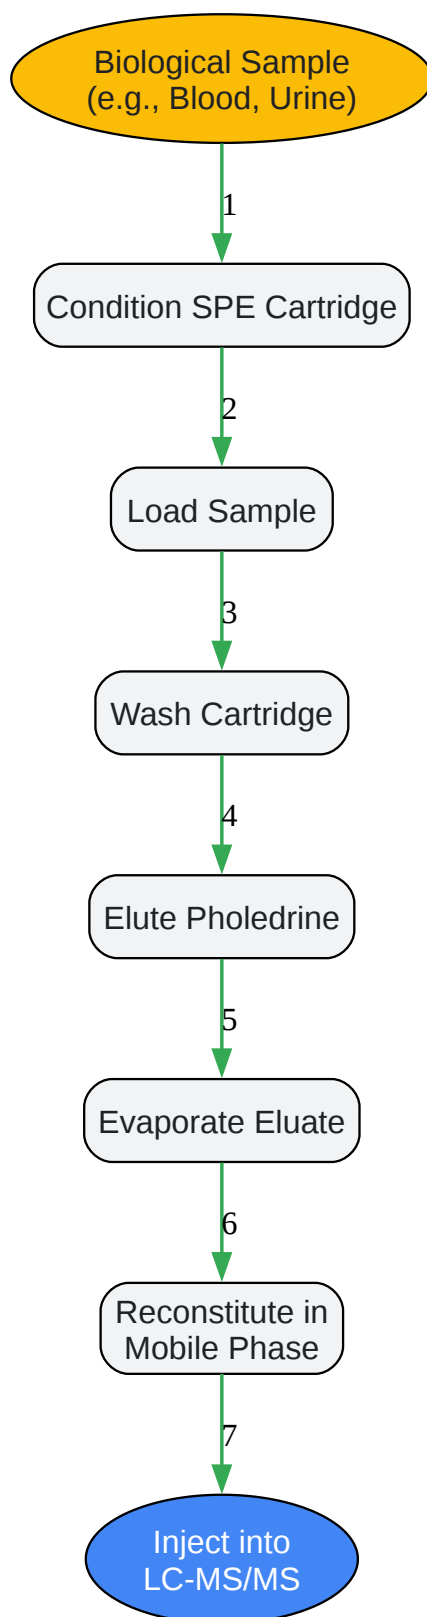 Biological Sample
(e.g., Blood, Urine)
1
Condition SPE Cartridge
2
Load Sample
3
Wash Cartridge
4
Elute Pholedrine
5
Evaporate Eluate
6
Reconstitute in
Mobile Phase
7
Inject into
LC-MS/MS